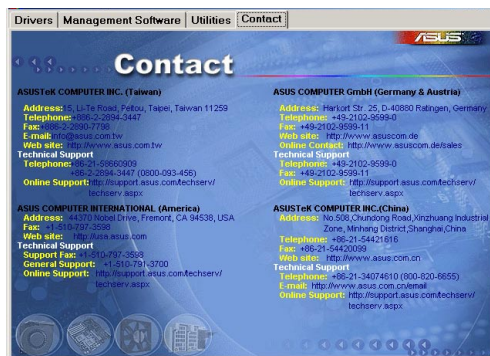 Drivers Management Software Utilities Contact
ASUS
Contact
ASUSTeK COMPUTER INC. (Taiwan)
Address: 15, Li-Te Road, Peitou, Taipei, Taiwan 11259
Telephone: +886-2-2894-3447
Fax: +886-2-2890-7798
E-mail: info@asus.com.tw
Web site: http://www.asus.com.tw
Technical Support
Telephone: +86-21-58660909
+86-2-2894-3447 (0800-093-456)
Online Support: http://support.asus.com/techserv/
techserv.aspx
ASUS COMPUTER INTERNATIONAL (America)
Address: 44370 Nobel Drive, Fremont, CA 94538, USA
Fax: +1-510-797-3598
Web site: http://usa.asus.com
Technical Support
Support Fax: +1-510-797-3598
General Support: +1-510-791-3700
Online Support: http://support.asus.com/techserv/
techserv.aspx
ASUS COMPUTER GmbH (Germany & Austria)
Address: Harkort Str. 25, D-40880 Ratingen, Germany
Telephone: +49-2102-9599-0
Fax: +49-2102-9599-11
Web site: http://www.asuscom.de
Online Contact: http://www.asuscom.de/sales
Technical Support
Telephone: +49-2102-9599-0
Fax: +49-2102-9599-11
Online Support: http://support.asus.com/techserv/
techserv.aspx
ASUSTeK COMPUTER INC.(China)
Address: No.508,Chundong Road,Xinzhuang Industrial
Zone, Minhang District,Shanghai,China
Telephone: +86-21-54421616
Fax: +86-21-54420099
Web site: http://www.asus.com.cn
Technical Support
Telephone: +86-21-34074610 (800-820-6655)
E-mail: http://www.asus.com.cn/email
Online Support: http://support.asus.com/techserv/
techserv.aspx